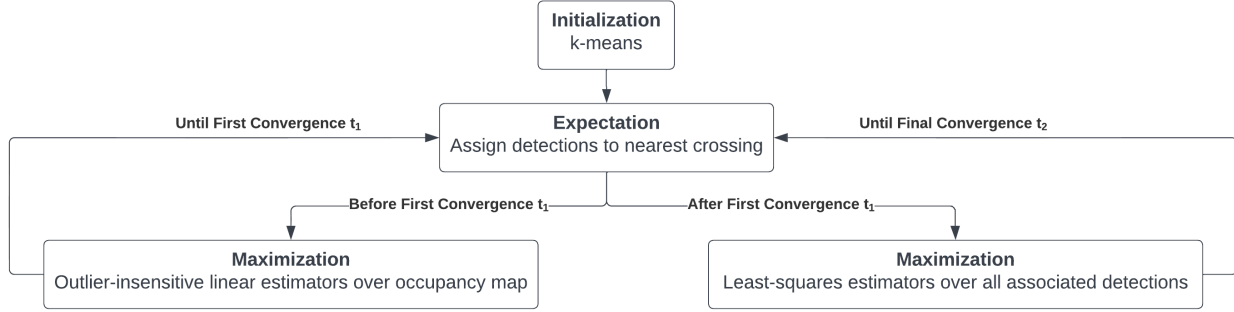 Initialization
k-means
Until First Convergence t₁
Expectation
Assign detections to nearest crossing
Until Final Convergence t₂
Before First Convergence t₁
After First Convergence t₁
Maximization
Outlier-insensitive linear estimators over occupancy map
Maximization
Least-squares estimators over all associated detections